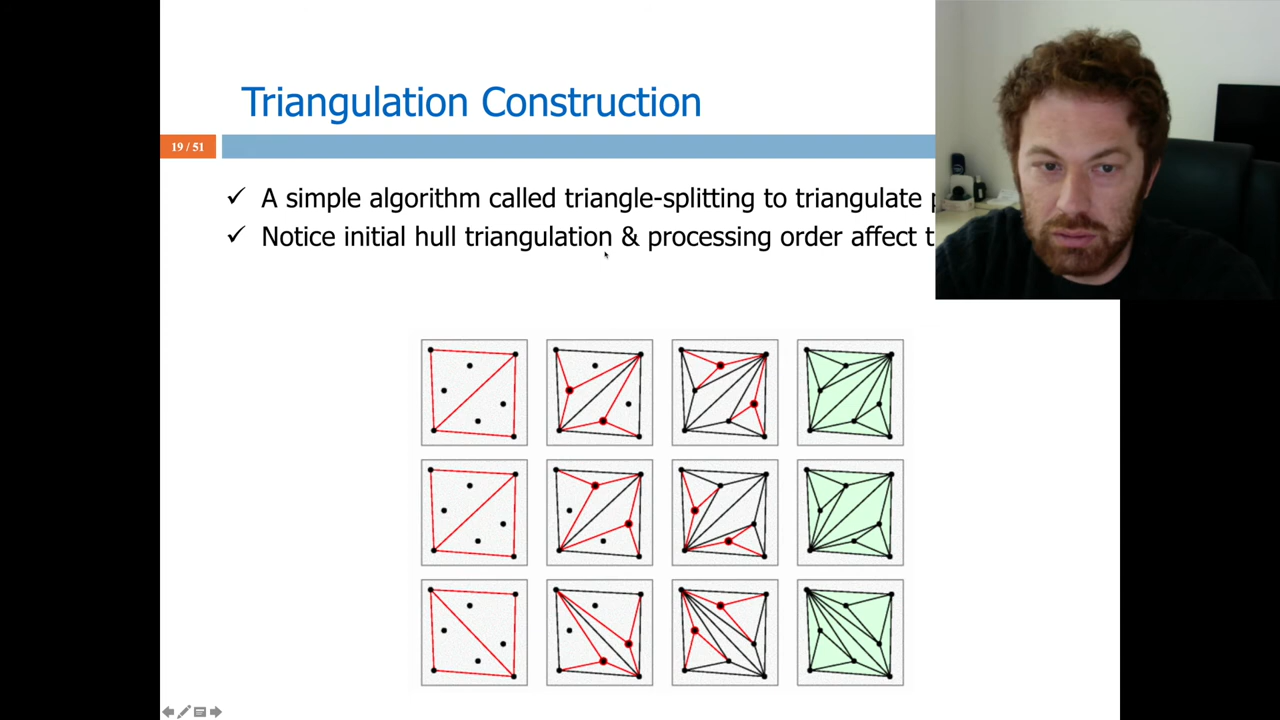 Triangulation Construction
19 / 51
✓ A simple algorithm called triangle-splitting to triangulate
✓ Notice initial hull triangulation & processing order affect